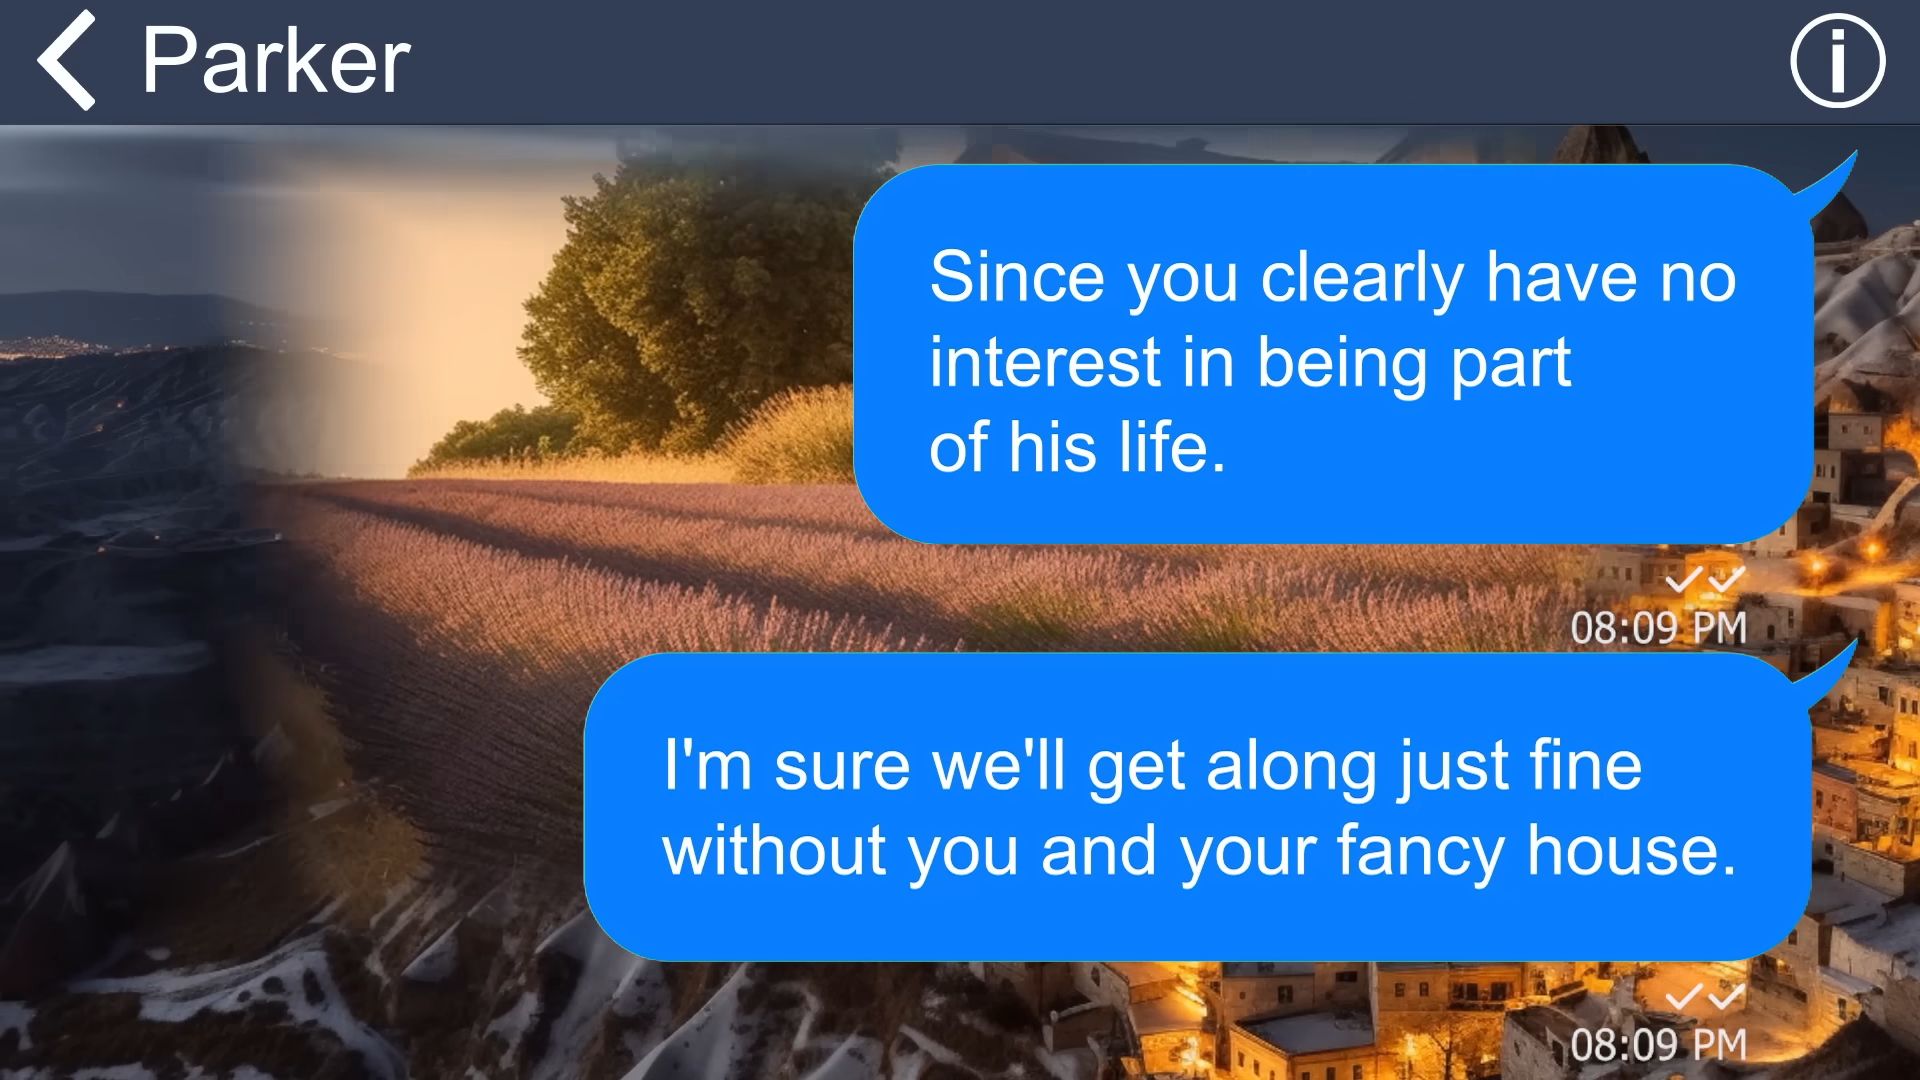 Parker
Since you clearly have no
interest in being part
of his life.
08:09 PM
I'm sure we'll get along just fine
without you and your fancy house.
08:09 PM